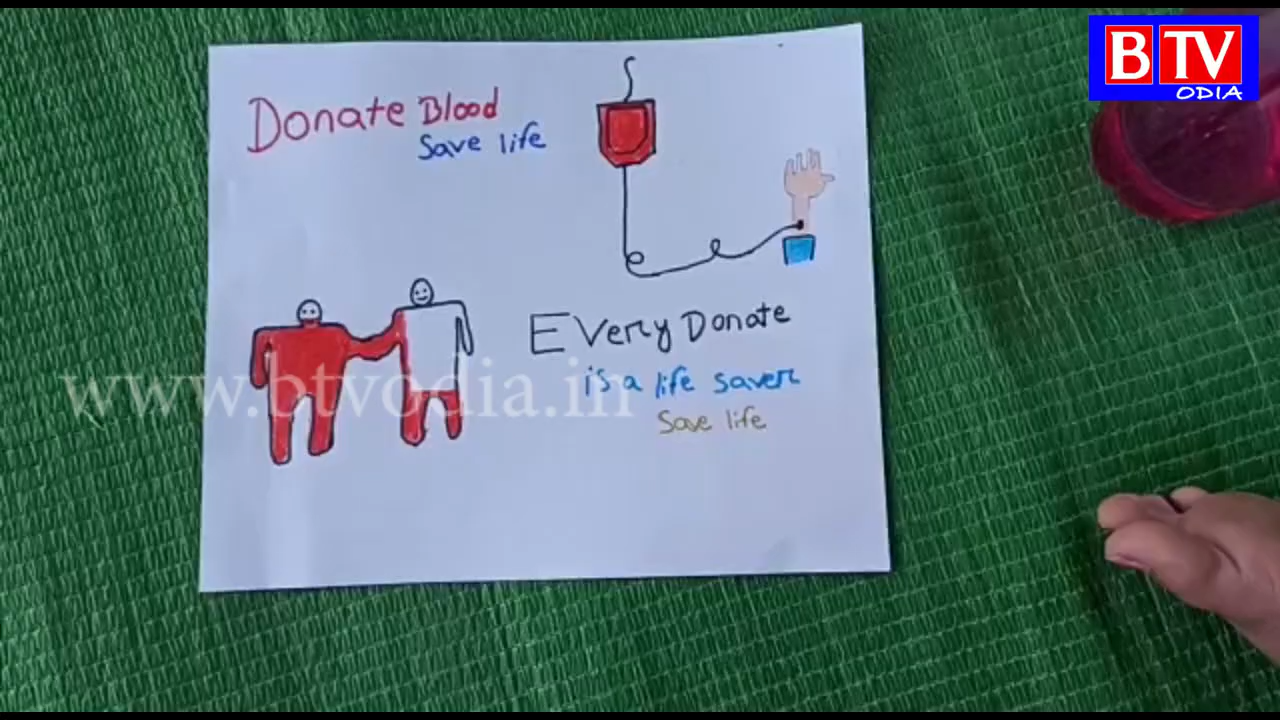 BTV
ODIA
Donate Blood
Save life
EVery Donate
is a life saver
Save life
www.btvodia.in